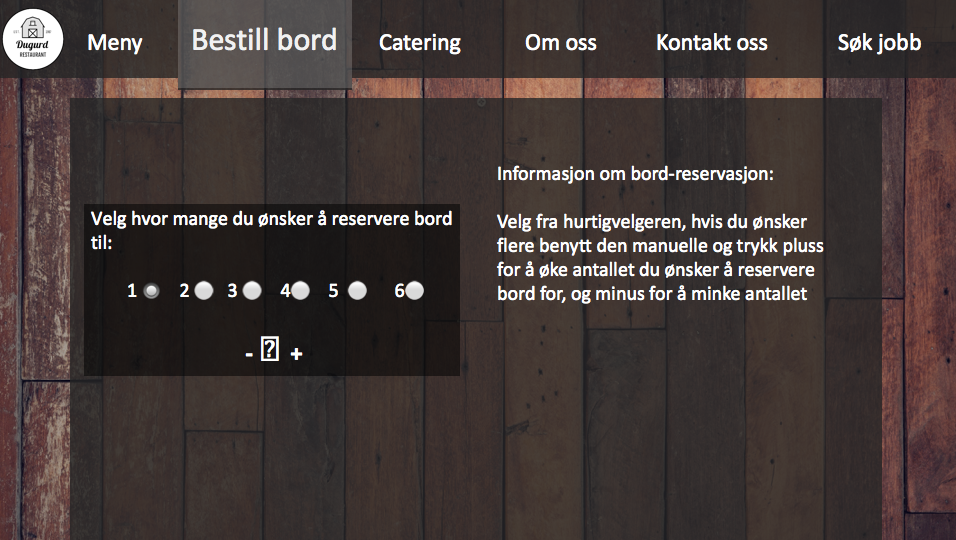 EST
Dugurd
RESTAURANT
Meny
Bestill bord
Catering
Om oss
Kontakt oss
Søk jobb
Velg hvor mange du ønsker å reservere bord
til:
1 2 3 4 5 6
- ? +
Informasjon om bord-reservasjon:
Velg fra hurtigvelgeren, hvis du ønsker
flere benytt den manuelle og trykk pluss
for å øke antallet du ønsker å reservere
bord for, og minus for å minke antallet